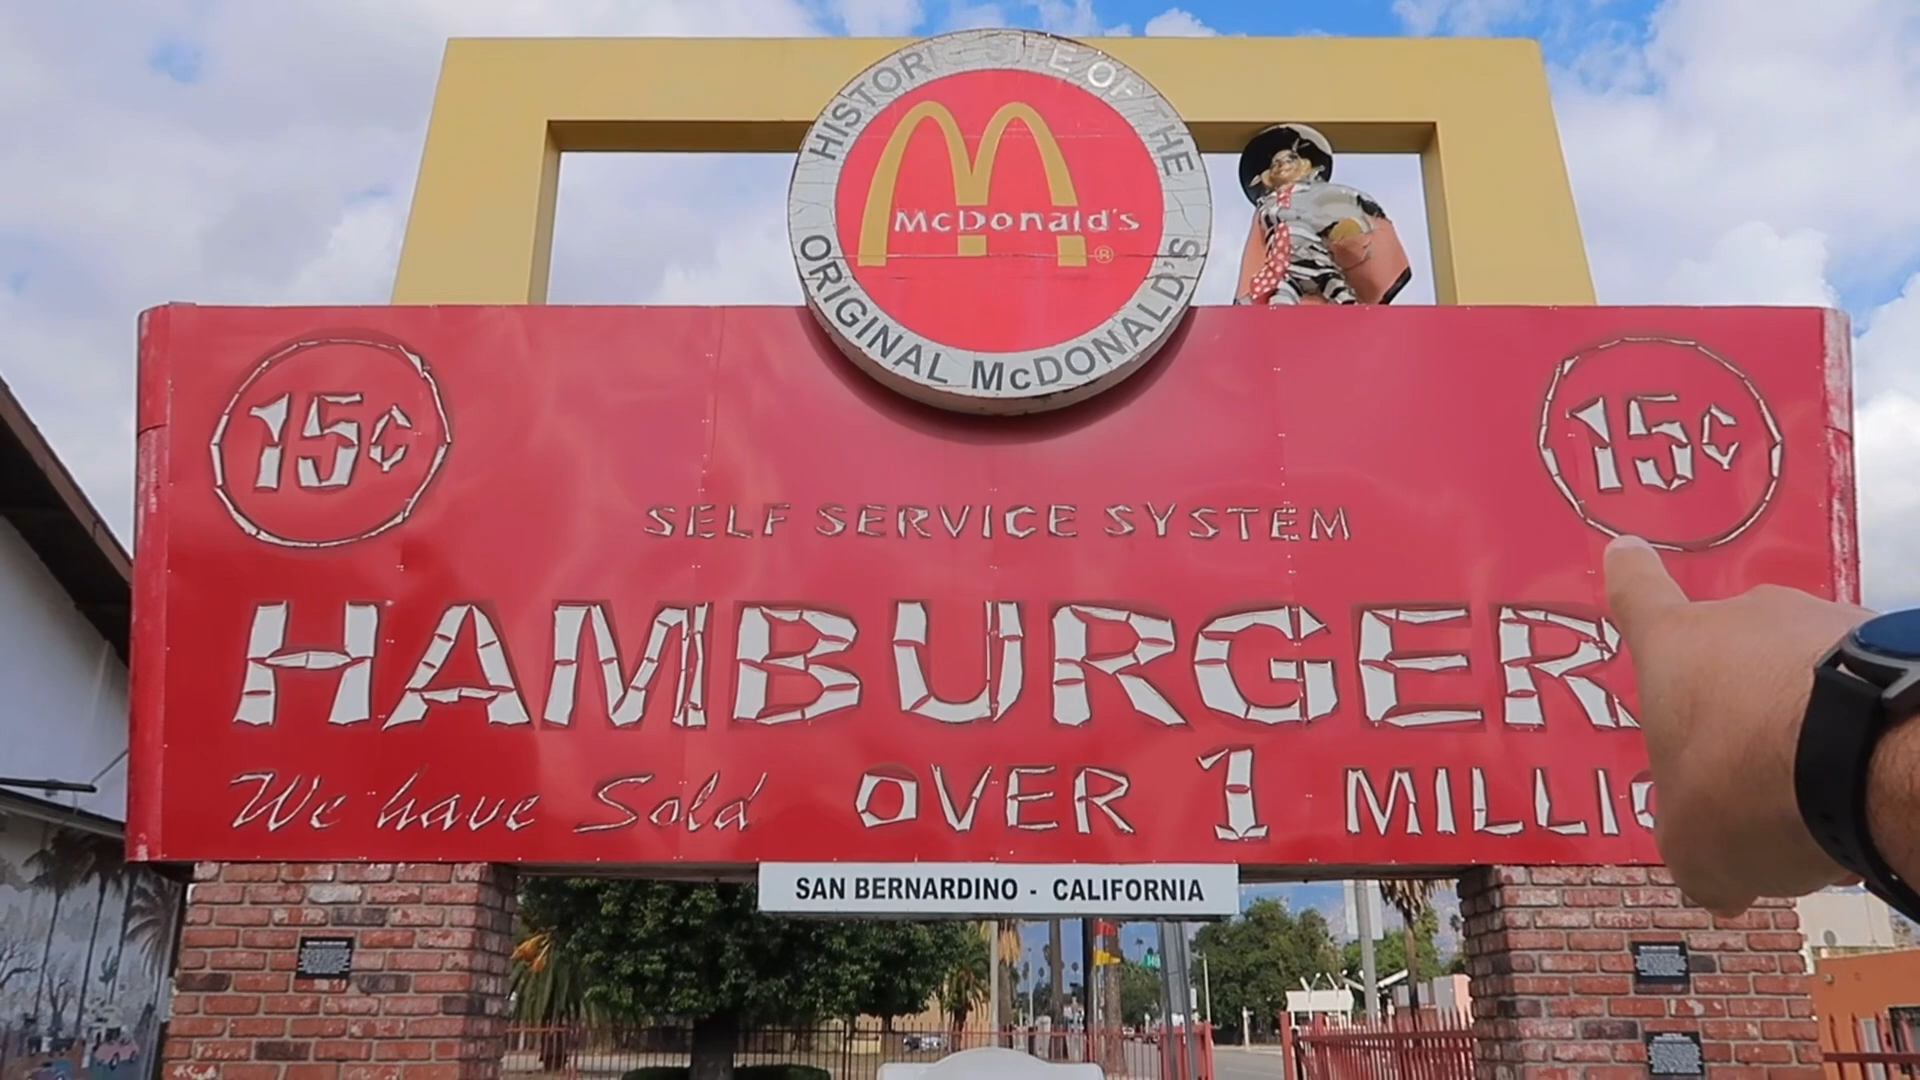 HISTORIC SITE OF THE
McDonald's
®
ORIGINAL McDONALD'S
15¢
15¢
SELF SERVICE SYSTEM
HAMBURGER
We have Sold OVER 1 MILLIO
SAN BERNARDINO - CALIFORNIA